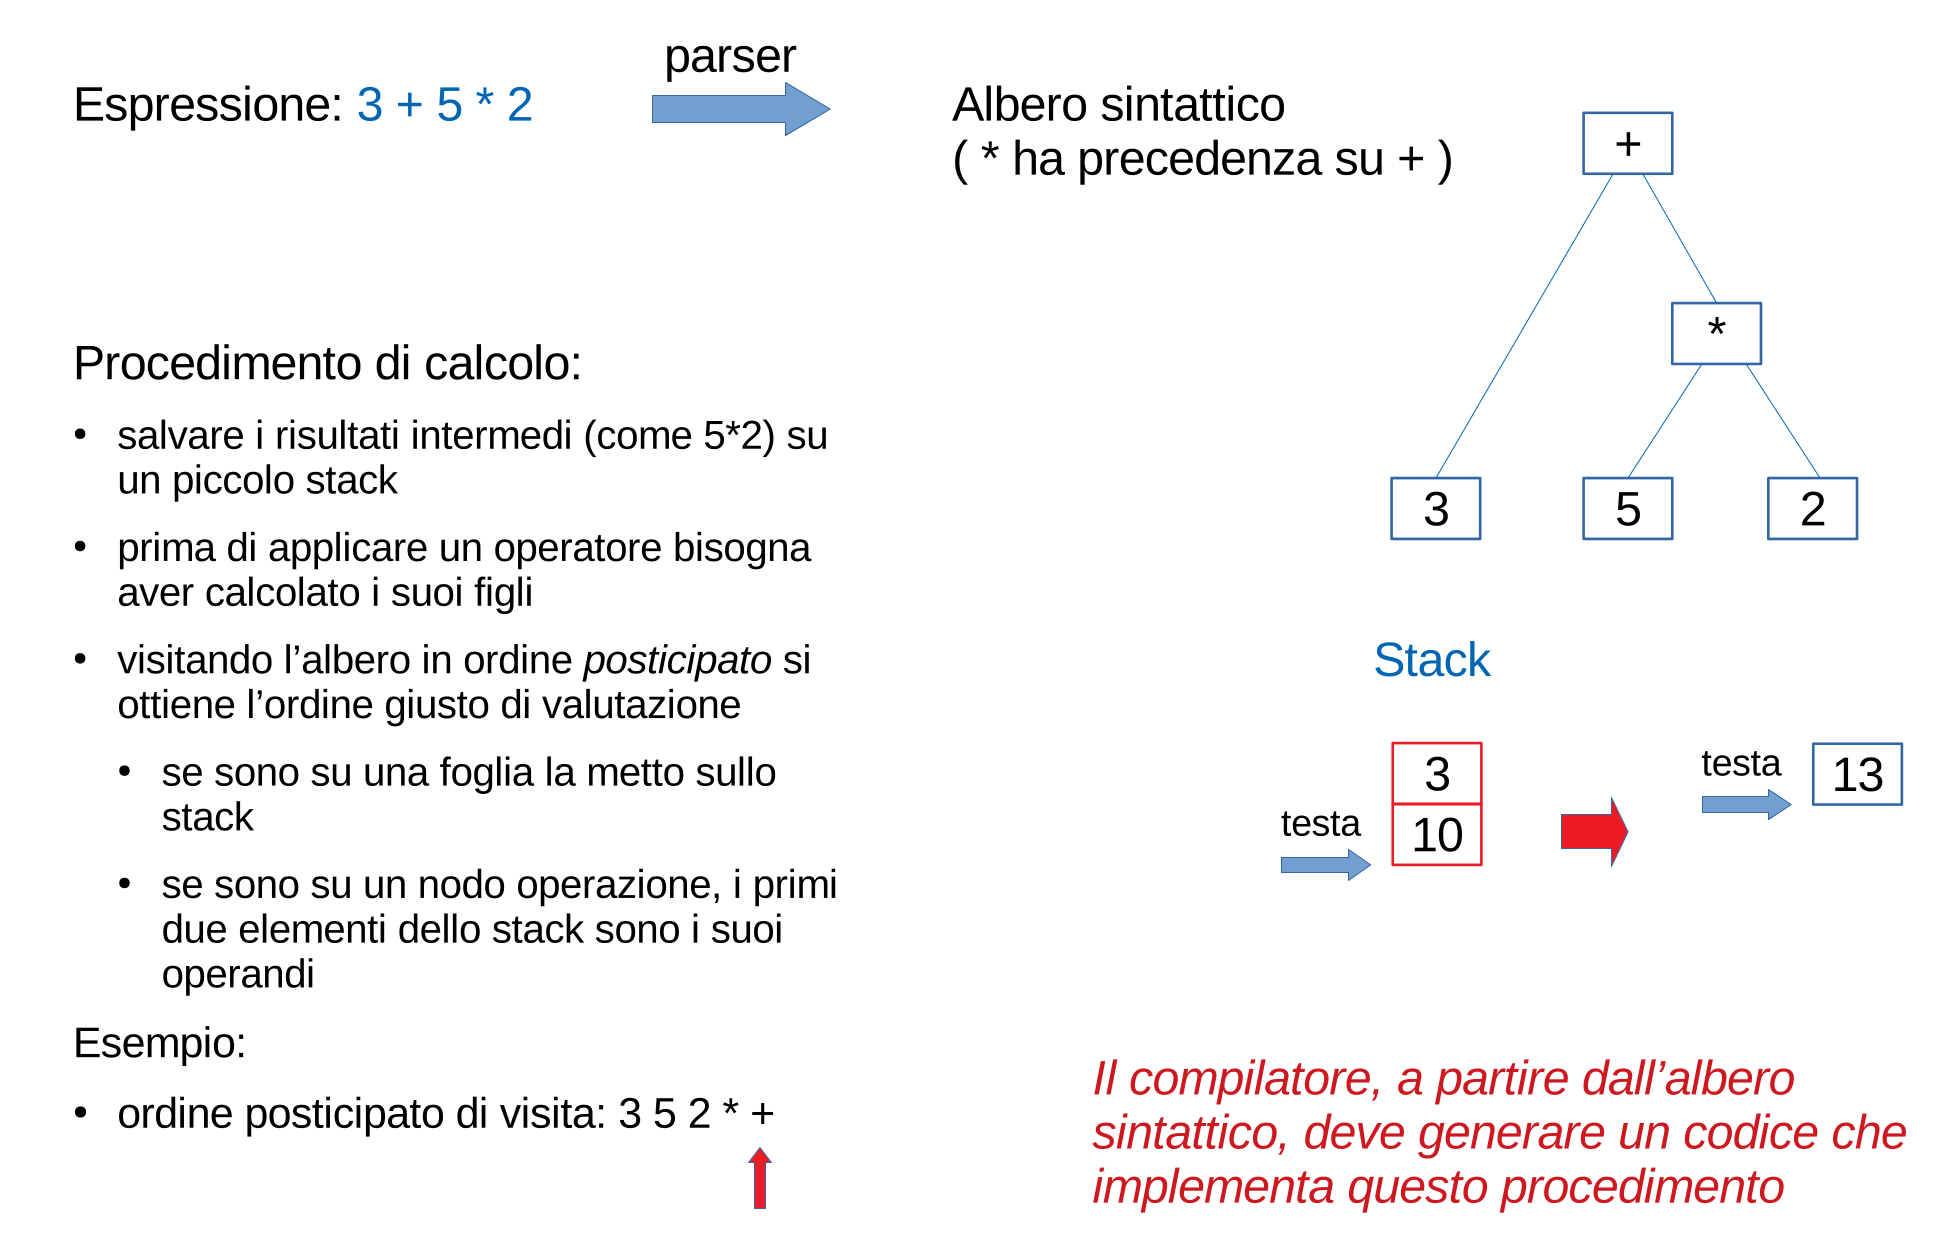 parser
Espressione: 3 + 5 * 2
Albero sintattico
( * ha precedenza su + )
+
*
3
5
2
Procedimento di calcolo:
• salvare i risultati intermedi (come 5*2) su
un piccolo stack
• prima di applicare un operatore bisogna
aver calcolato i suoi figli
• visitando l’albero in ordine posticipato si
ottiene l’ordine giusto di valutazione
• se sono su una foglia la metto sullo
stack
• se sono su un nodo operazione, i primi
due elementi dello stack sono i suoi
operandi
Esempio:
• ordine posticipato di visita: 3 5 2 * +
Stack
3
testa
10
testa
13
Il compilatore, a partire dall’albero
sintattico, deve generare un codice che
implementa questo procedimento